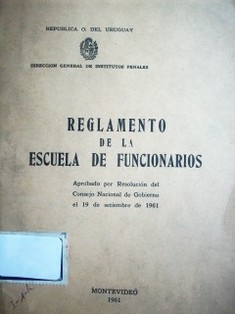 REPUBLICA O. DEL URUGUAY
DIRECCION GENERAL DE INSTITUTOS PENALES
REGLAMENTO
DE LA
ESCUELA DE FUNCIONARIOS
Aprobado por Resolución del
Consejo Nacional de Gobierno
el 19 de setiembre de 1961
MONTEVIDEO
1961